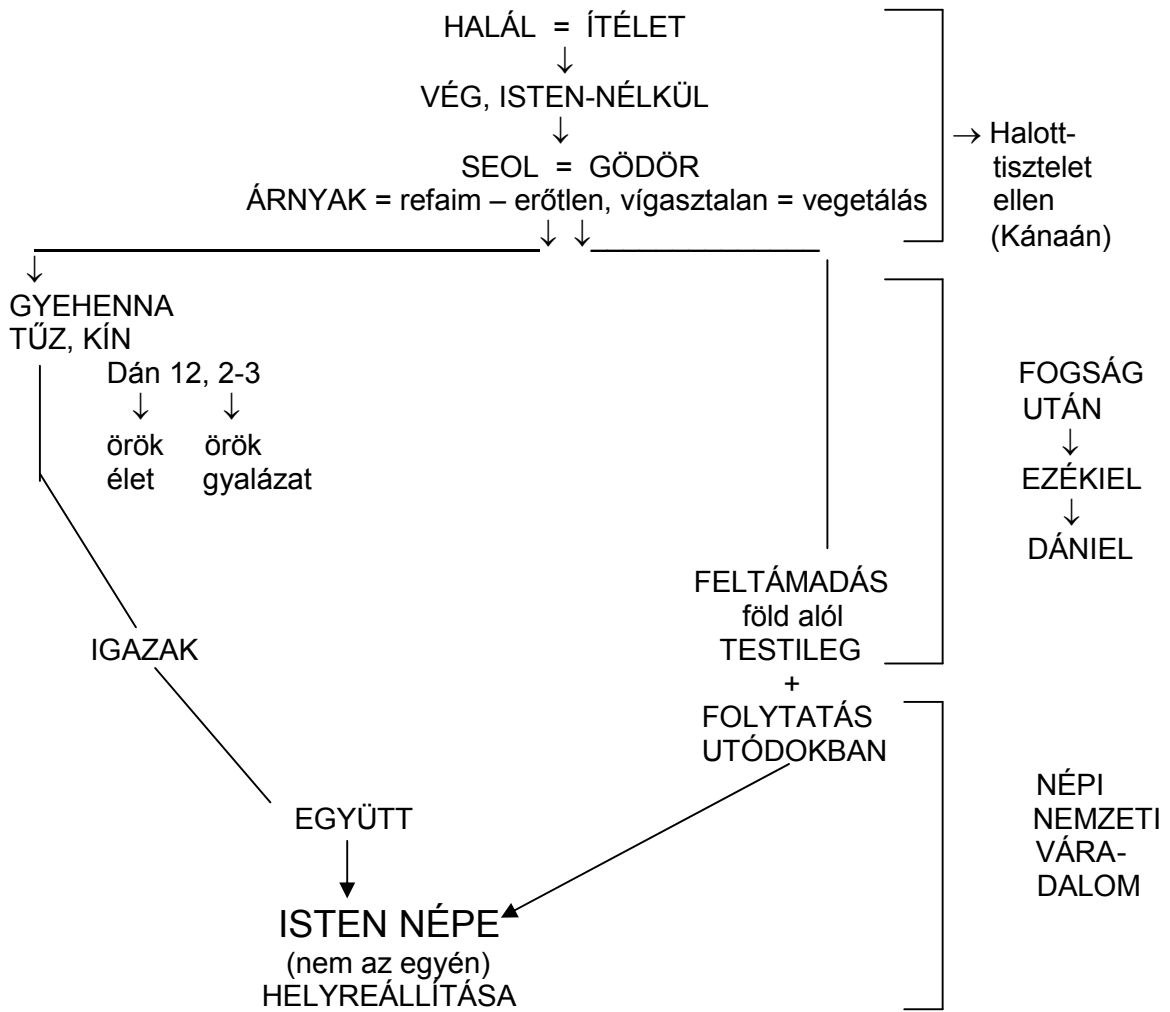 HALÁL = ÍTÉLET
↓
VÉG, ISTEN-NÉLKÜL
↓
SEOL = GÖDÖR
ÁRNYAK = refaim – erőtlen, vígasztalan = vegetálás
↓ ↓
→ Halott-
tisztelet
ellen
(Kánaán)
↓
GYEHENNA
TŰZ, KÍN
Dán 12, 2-3
↓ ↓
örök örök
élet gyalázat
IGAZAK
FELTÁMADÁS
föld alól
TESTILEG
+
FOLYTATÁS
UTÓDOKBAN
FOGSÁG
UTÁN
↓
EZÉKIEL
↓
DÁNIEL
EGYÜTT
ISTEN NÉPE
(nem az egyén)
HELYREÁLLÍTÁSA
NÉPI
NEMZETI
VÁRA-
DALOM